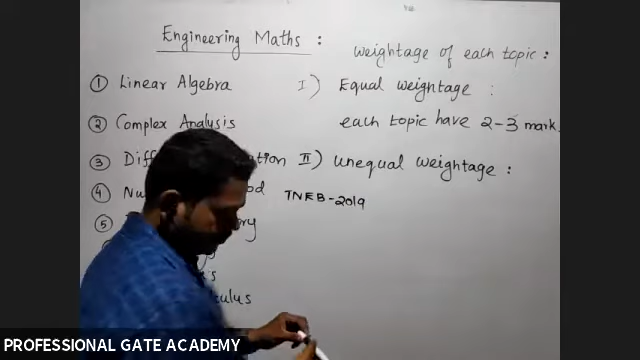 Engineering Maths :
① Linear Algebra
② Complex Analysis
③ Diff
④ Nu
⑤
weightage of each topic :
I) Equal weightage :
each topic have 2-3 mark.
II) unequal weightage :
TNEB-2019
PROFESSIONAL GATE ACADEMY